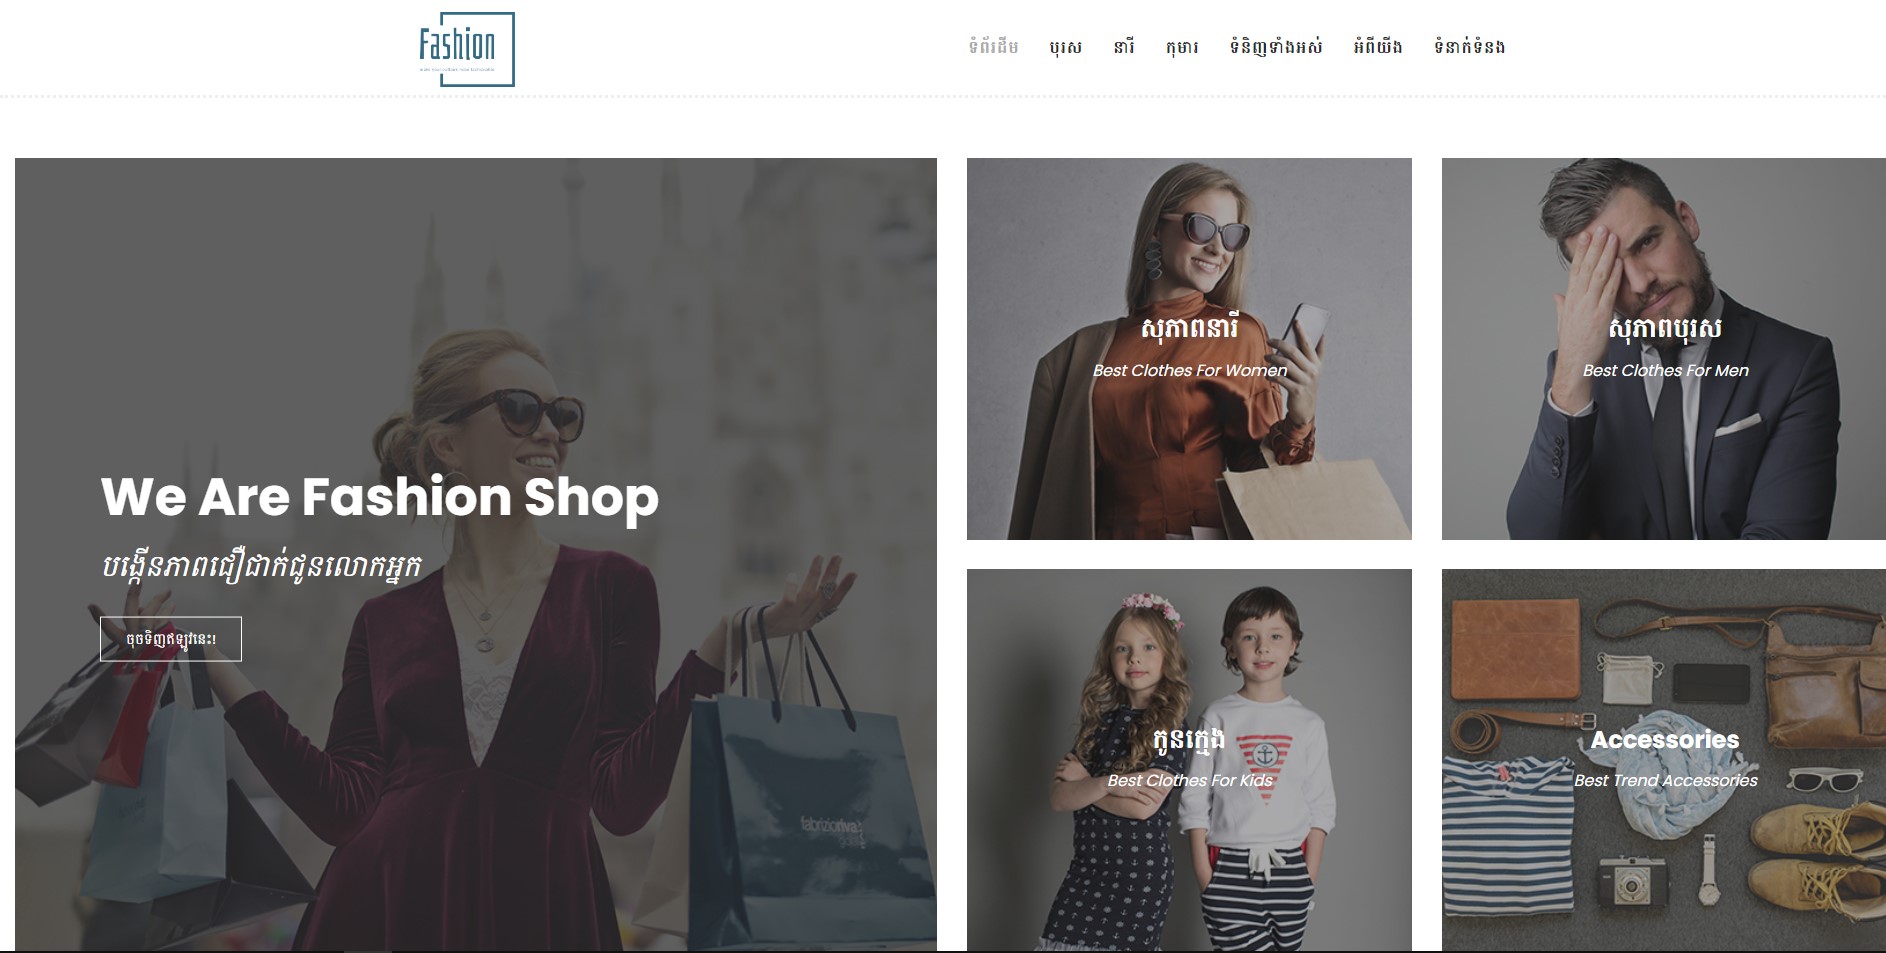 Fashion
ទំព័រដើម បុរស នារី កុមារ ទំនិញទាំងអស់ អំពីយើង ទំនាក់ទំនង
We Are Fashion Shop
បង្កើនភាពជឿជាក់ជូនលោកអ្នក
ចុចទិញឥឡូវនេះ!
fabrizioriva
សុភាពនារី
Best Clothes For Women
សុភាពបុរស
Best Clothes For Men
កូនក្មេង
Best Clothes For Kids
Accessories
Best Trend Accessories